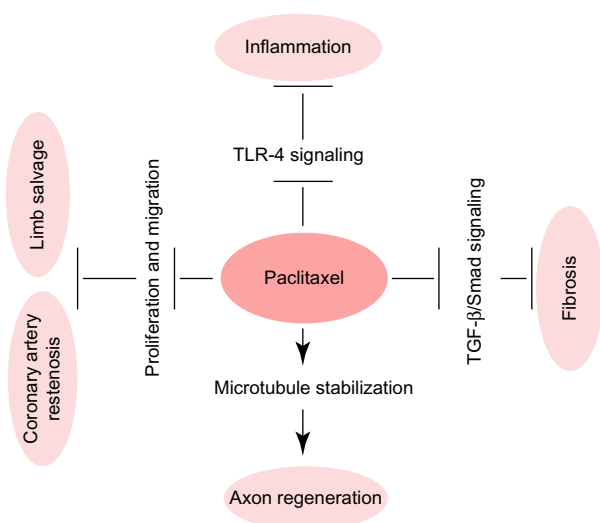 Inflammation
TLR-4 signaling
Limb salvage
Coronary artery
restenosis
Proliferation and migration
Paclitaxel
TGF-β/Smad signaling
Fibrosis
Microtubule stabilization
Axon regeneration